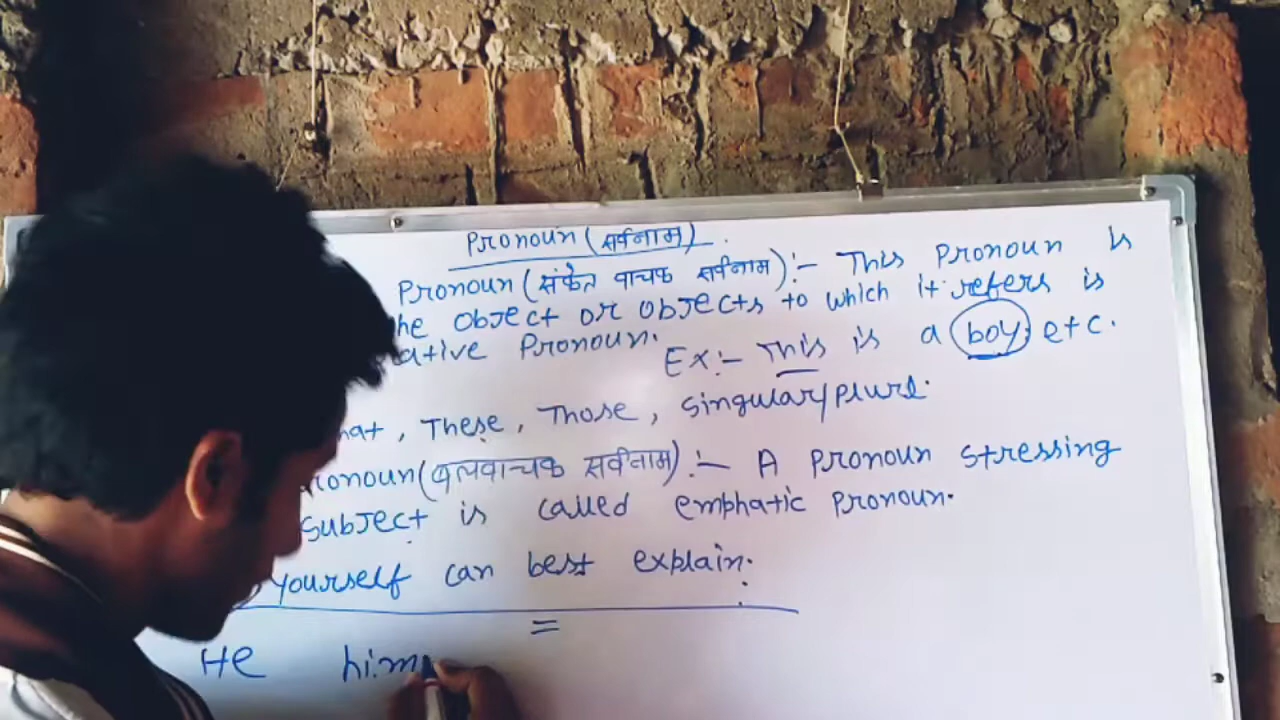 Pronoun (सर्वनाम)
Pronoun (संकेत वाचक सर्वनाम) :- This Pronoun is
he object or objects to which it refers is
ative Pronoun.
Ex:- This is a boy etc.
hat, These, Those, singular/plurl.
ronoun (बलवाचक सर्वनाम) :- A Pronoun stressing
subject is called emphatic pronoun.
yourself can best explain.
=
He him